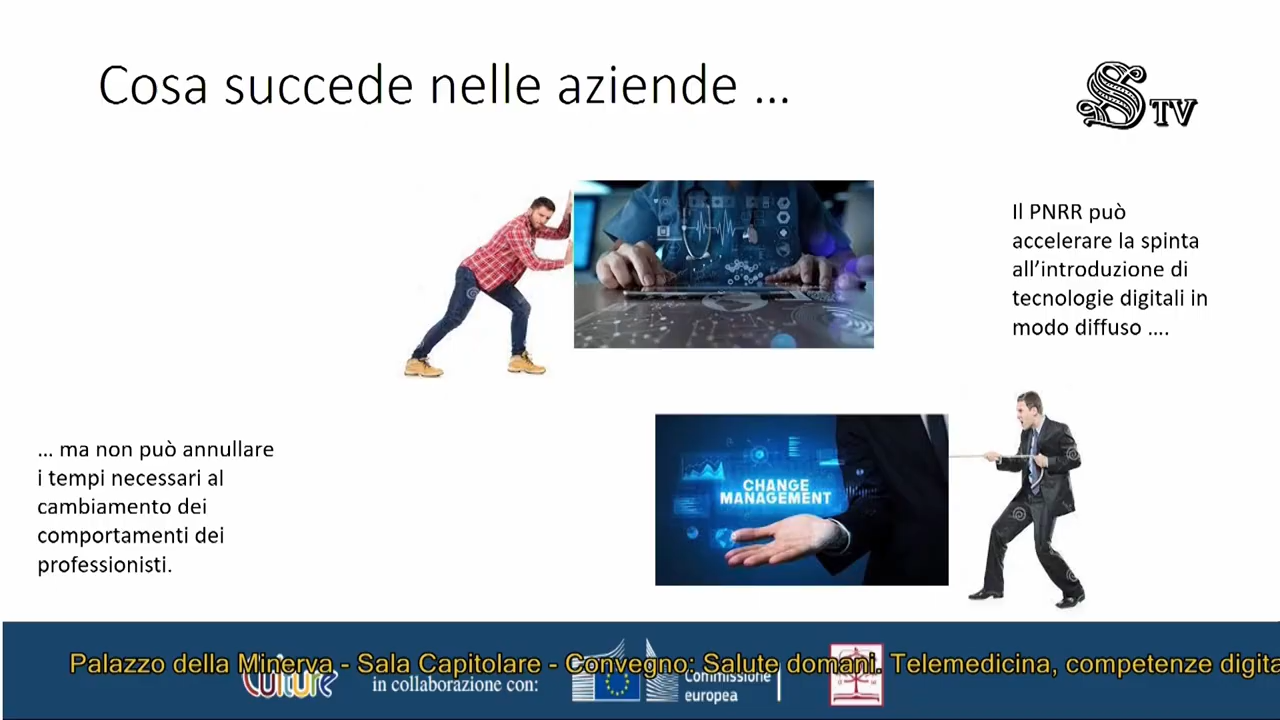 Cosa succede nelle aziende ...
S TV
Il PNRR può
accelerare la spinta
all’introduzione di
tecnologie digitali in
modo diffuso ....
CHANGE
MANAGEMENT
... ma non può annullare
i tempi necessari al
cambiamento dei
comportamenti dei
professionisti.
Palazzo della Minerva - Sala Capitolare - Convegno: Salute domani. Telemedicina, competenze digita
Culture
in collaborazione con:
Commissione
europea